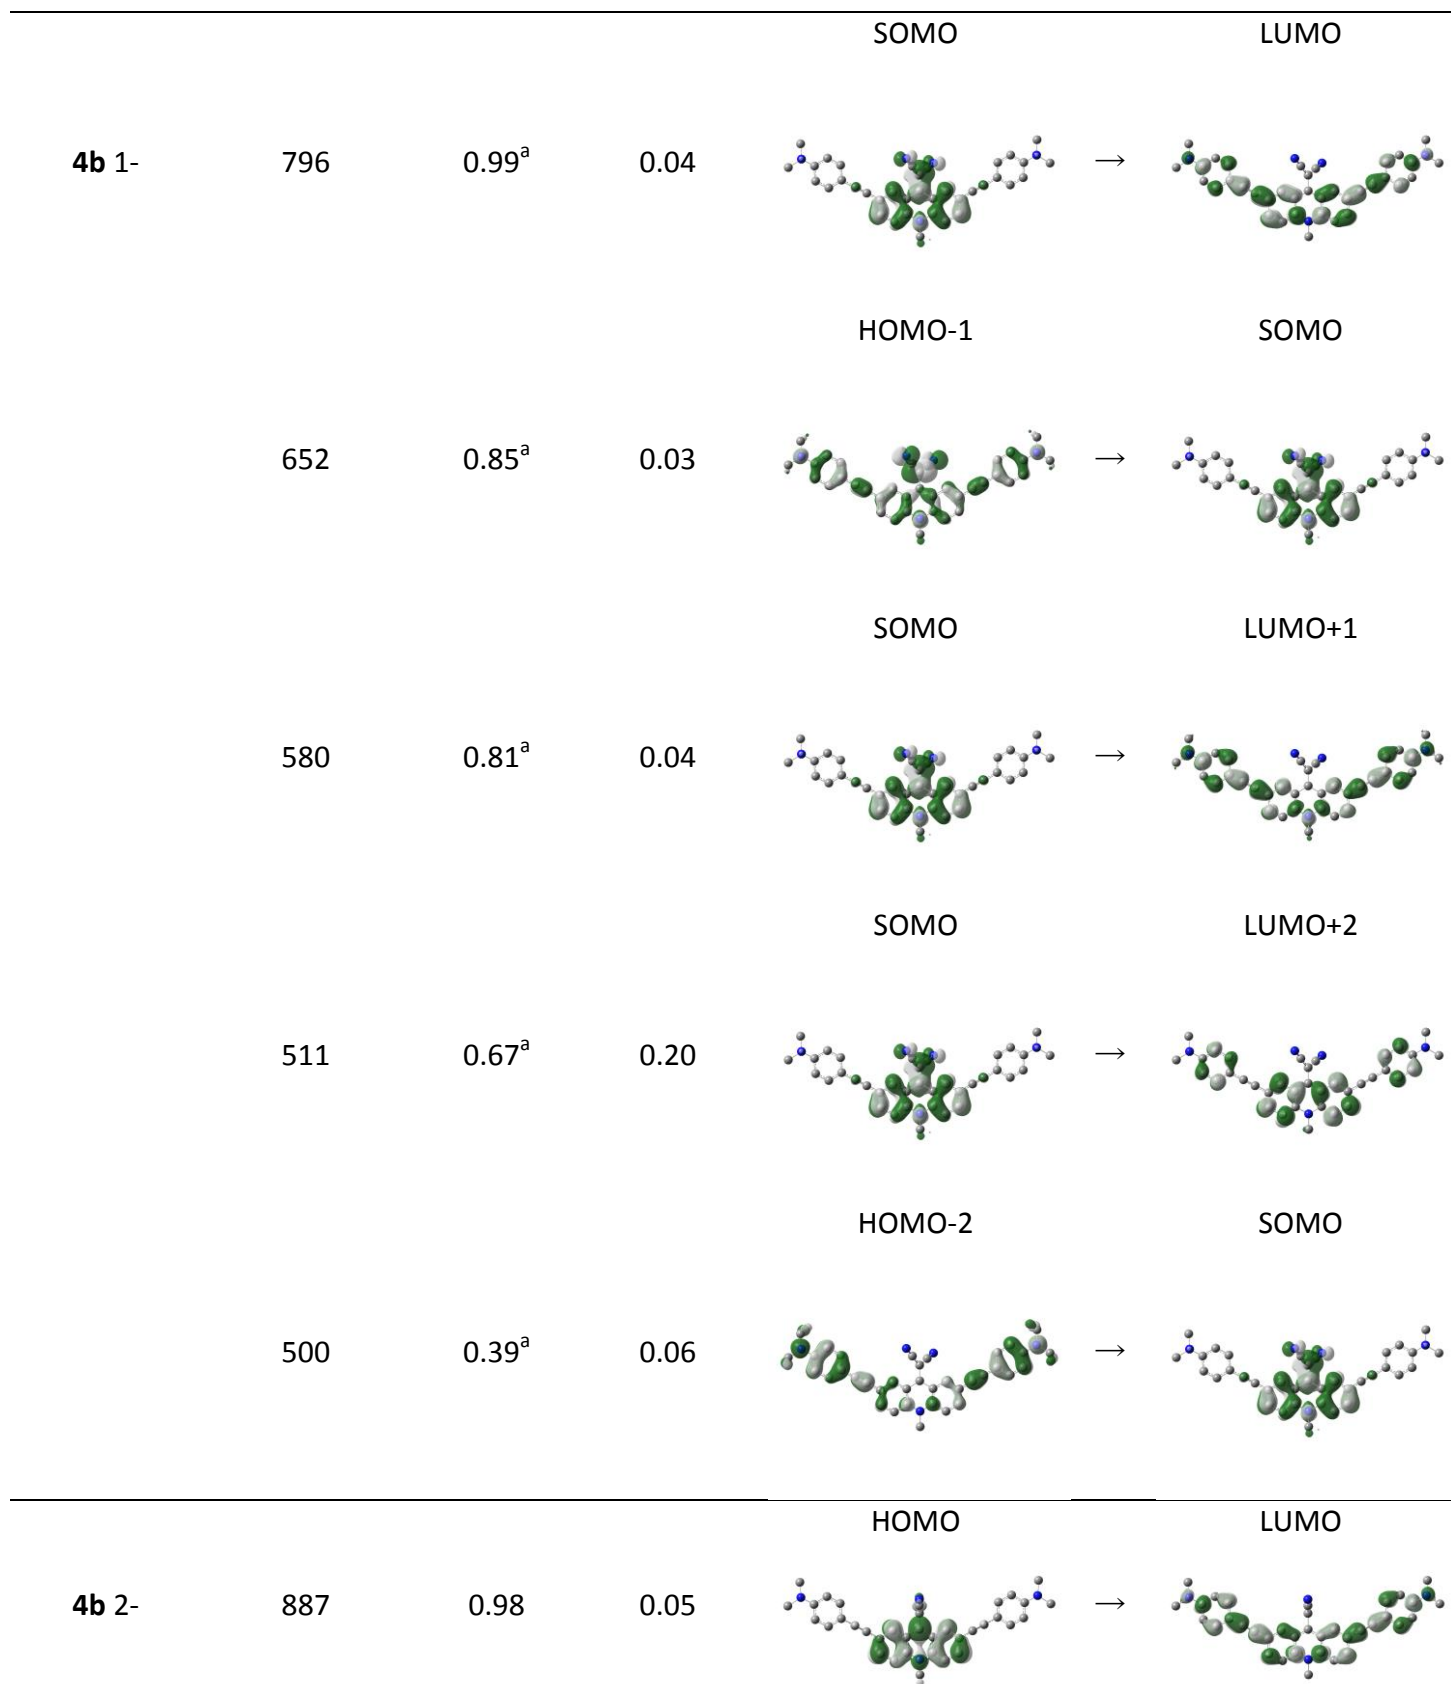 SOMO LUMO
4b 1- 796 0.99a 0.04 →
HOMO-1 SOMO
652 0.85a 0.03 →
SOMO LUMO+1
580 0.81a 0.04 →
SOMO LUMO+2
511 0.67a 0.20 →
HOMO-2 SOMO
500 0.39a 0.06 →
HOMO LUMO
4b 2- 887 0.98 0.05 →